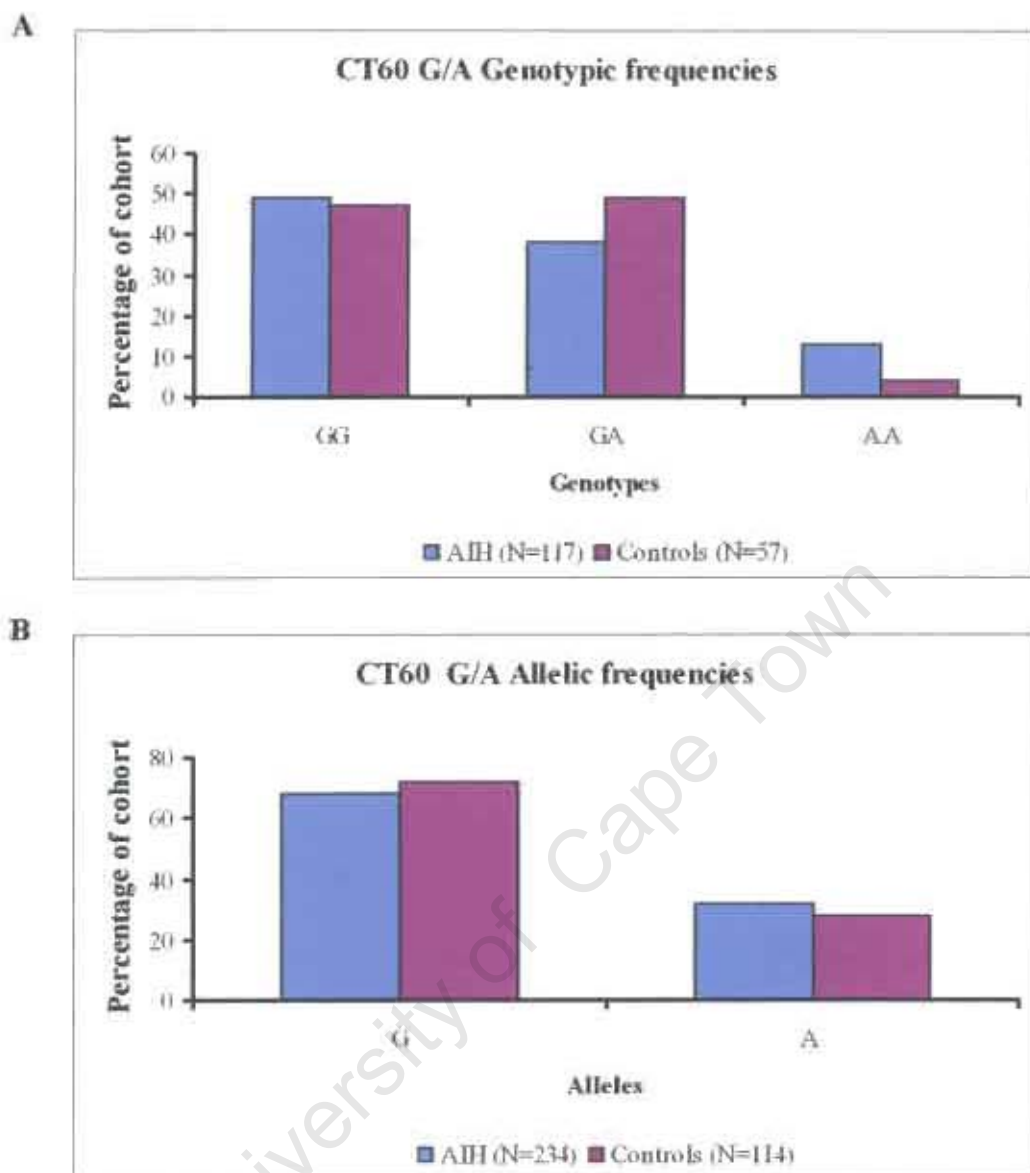 A
CT60 G/A Genotypic frequencies
Percentage of cohort
60
50
40
30
20
10
0
GG
GA
AA
Genotypes
AIH (N=117) Controls (N=57)
B
CT60 G/A Allelic frequencies
Percentage of cohort
80
60
40
20
0
G
A
Alleles
AIH (N=234) Controls (N=114)
iversity of Cape Town